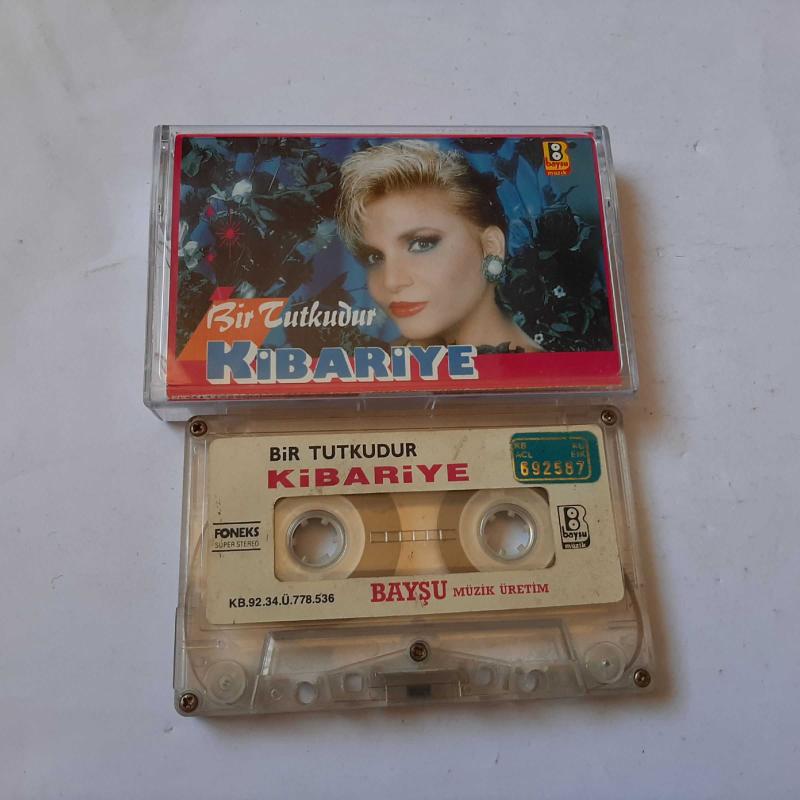 B
bayşu
müzik
Bir Tutkudur
KiBARiYE
BiR TUTKUDUR
KiBARiYE
KB
ACL
692587
FONEKS
SÜPER STEREO
B
bayşu
müzik
KB.92.34.Ü.778.536
BAYŞU MÜZİK ÜRETİM